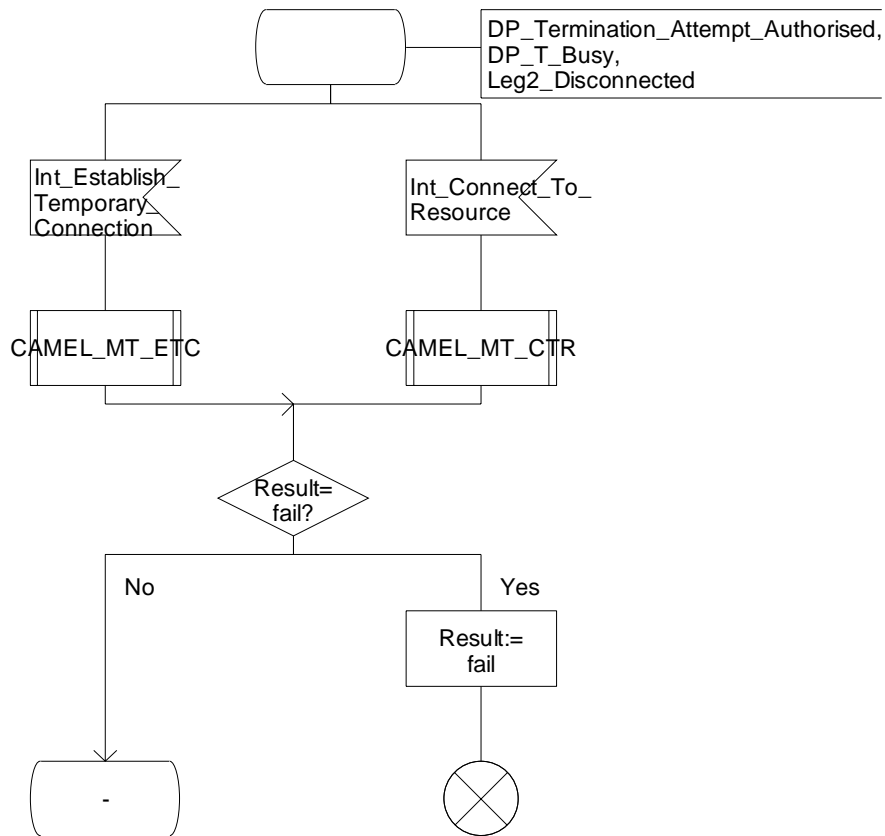 DP_Termination_Attempt_Authorised,
DP_T_Busy,
Leg2_Disconnected
Int_Establish_
Temporary_
Connection
Int_Connect_To_
Resource
CAMEL_MT_ETC
CAMEL_MT_CTR
Result=
fail?
No
Yes
Result:=
fail
-